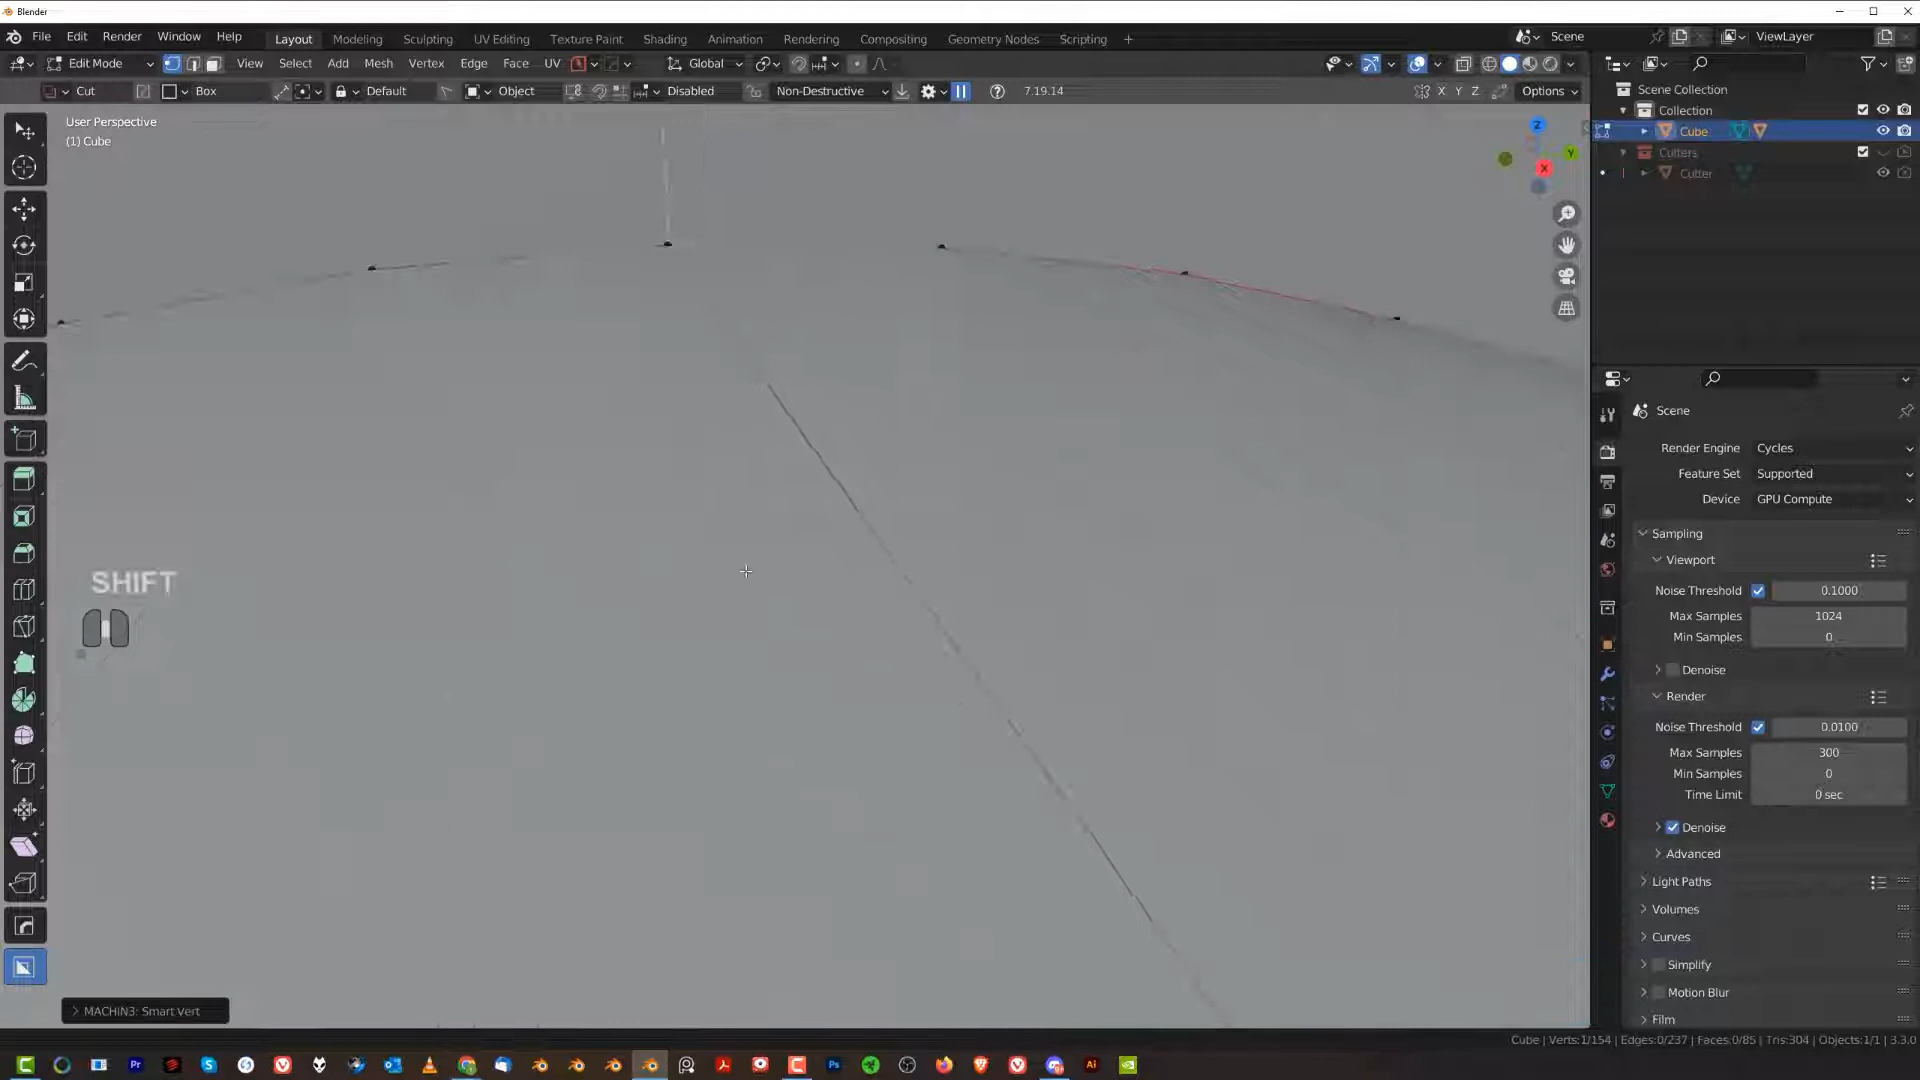 Blender
File Edit Render Window Help Layout Modeling Sculpting UV Editing Texture Paint Shading Animation Rendering Compositing Geometry Nodes Scripting + Scene ViewLayer
Edit Mode View Select Add Mesh Vertex Edge Face UV Global
Cut Box Default Object Disabled Non-Destructive 7.19.14 X Y Z Options
User Perspective
(1) Cube
Z
Y
X
Scene Collection
Collection
Cube
Cutters
Cutter
Scene
Render Engine Cycles
Feature Set Supported
Device GPU Compute
Sampling
Viewport
Noise Threshold 0.1000
Max Samples 1024
Min Samples 0
Denoise
Render
Noise Threshold 0.0100
Max Samples 300
Min Samples 0
Time Limit 0 sec
Denoise
Advanced
Light Paths
Volumes
Curves
Simplify
Motion Blur
Film
SHIFT
MACHIN3: Smart Vert
Cube | Verts:1/154 | Edges:0/237 | Faces:0/85 | Tris:304 | Objects:1/1 | 3.3.0
Pr
S
Ps
Ai